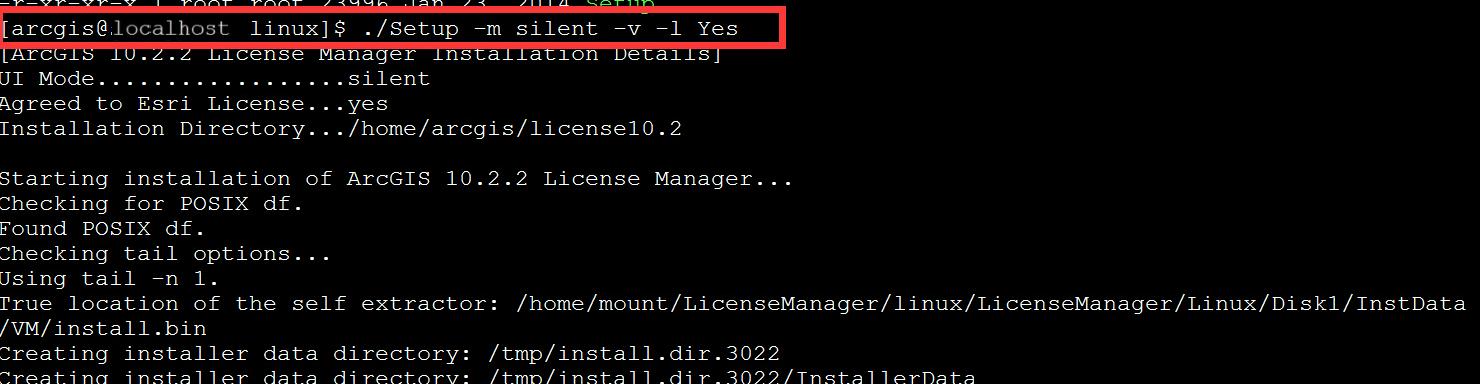 -r-xr-xr-x 1 root root 23996 Jan 23 2014 Setup
[arcgis@localhost linux]$ ./Setup -m silent -v -l Yes
[ArcGIS 10.2.2 License Manager Installation Details]
UI Mode..................silent
Agreed to Esri License...yes
Installation Directory.../home/arcgis/license10.2
Starting installation of ArcGIS 10.2.2 License Manager...
Checking for POSIX df.
Found POSIX df.
Checking tail options...
Using tail -n 1.
True location of the self extractor: /home/mount/LicenseManager/linux/LicenseManager/Linux/Disk1/InstData
/VM/install.bin
Creating installer data directory: /tmp/install.dir.3022
Creating installer data directory: /tmp/install.dir.3022/InstallerData